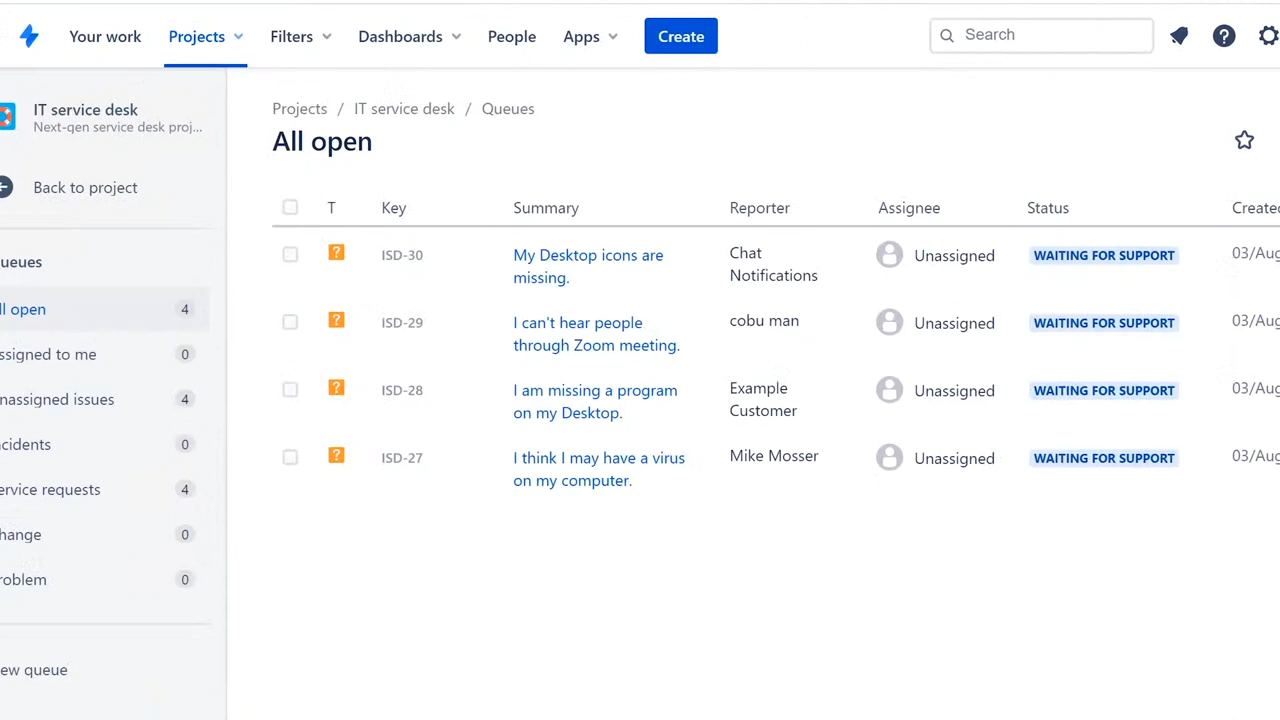 Your work Projects Filters Dashboards People Apps Create Search
IT service desk
Next-gen service desk proj...
Back to project
ueues
ll open 4
ssigned to me 0
nassigned issues 4
ncidents 0
ervice requests 4
hange 0
roblem 0
ew queue
Projects / IT service desk / Queues
All open
T Key Summary Reporter Assignee Status Created
ISD-30 My Desktop icons are missing. Chat Notifications Unassigned WAITING FOR SUPPORT 03/Aug
ISD-29 I can't hear people through Zoom meeting. cobu man Unassigned WAITING FOR SUPPORT 03/Aug
ISD-28 I am missing a program on my Desktop. Example Customer Unassigned WAITING FOR SUPPORT 03/Aug
ISD-27 I think I may have a virus on my computer. Mike Mosser Unassigned WAITING FOR SUPPORT 03/Aug